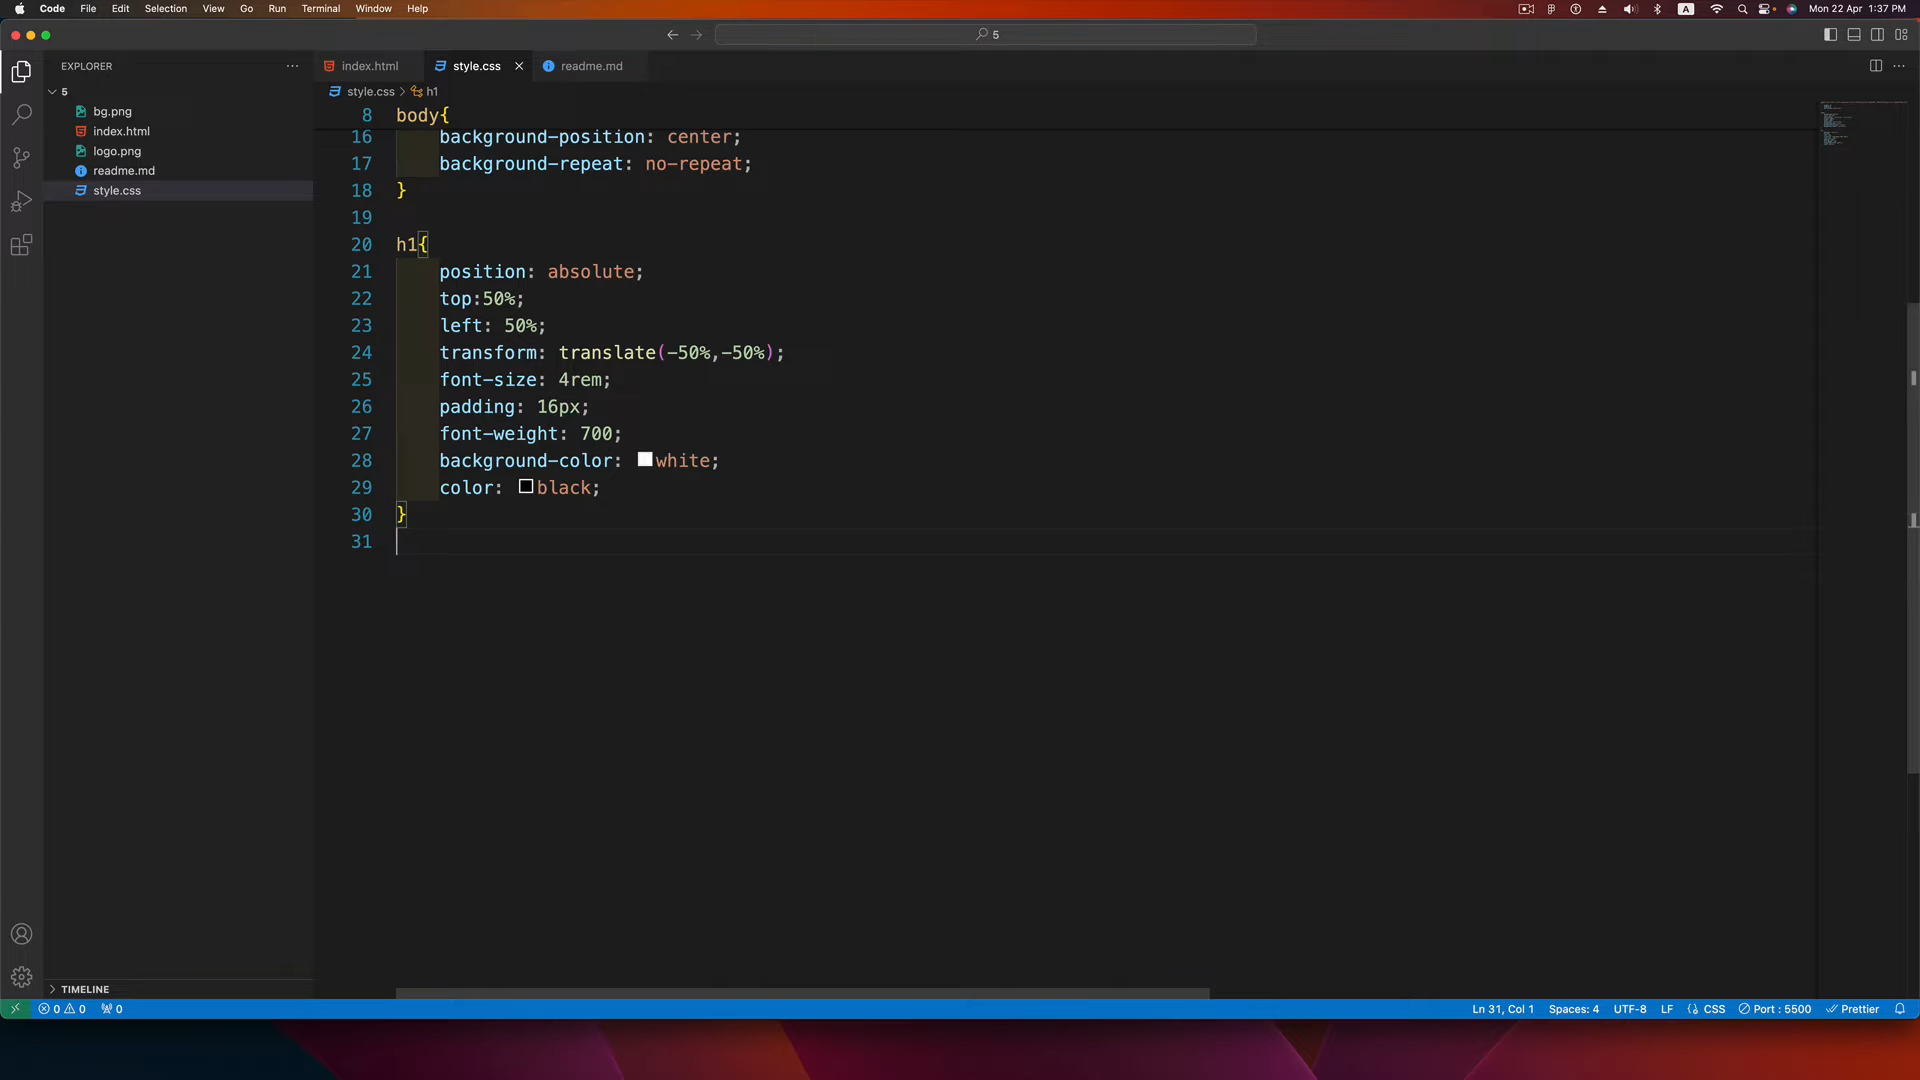 Code File Edit Selection View Go Run Terminal Window Help A Mon 22 Apr 1:37 PM
5
EXPLORER
index.html style.css readme.md
5
style.css > h1
bg.png
index.html
logo.png
readme.md
style.css
8 body{
16 background-position: center;
17 background-repeat: no-repeat;
18 }
19
20 h1{
21 position: absolute;
22 top:50%;
23 left: 50%;
24 transform: translate(-50%,-50%);
25 font-size: 4rem;
26 padding: 16px;
27 font-weight: 700;
28 background-color: white;
29 color: black;
30 }
31
TIMELINE
0 0 0 Ln 31, Col 1 Spaces: 4 UTF-8 LF {} CSS Port : 5500 Prettier